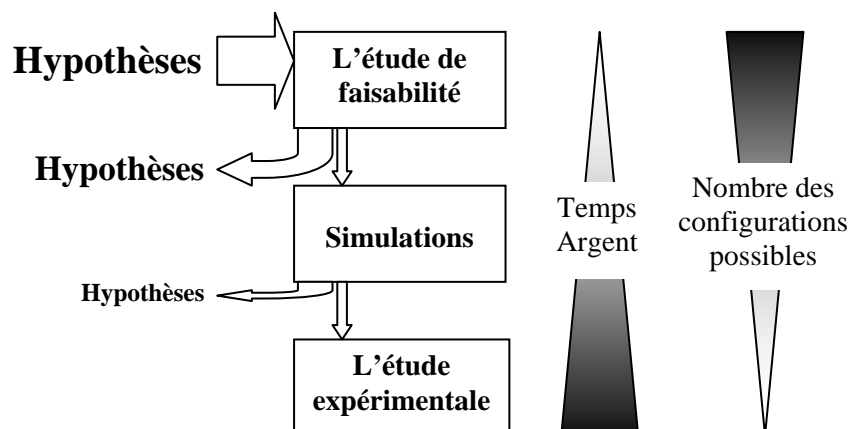 Hypothèses
L'étude de
faisabilité
Hypothèses
Simulations
Hypothèses
L'étude
expérimentale
Temps
Argent
Nombre des
configurations
possibles